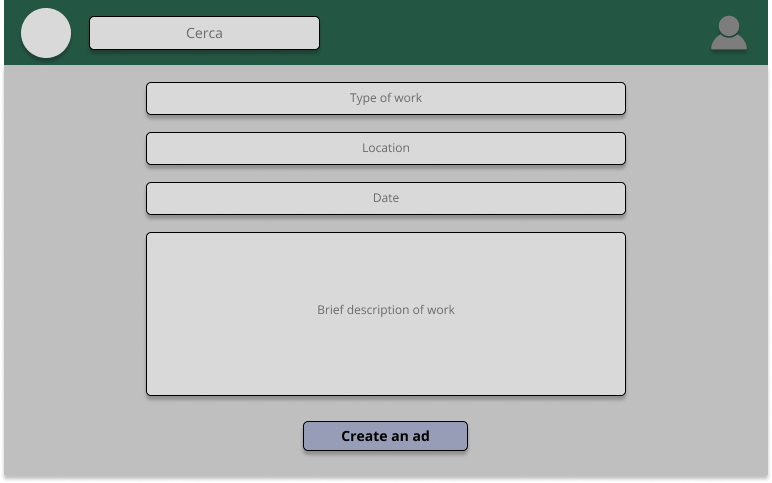 Cerca
Type of work
Location
Date
Brief description of work
Create an ad